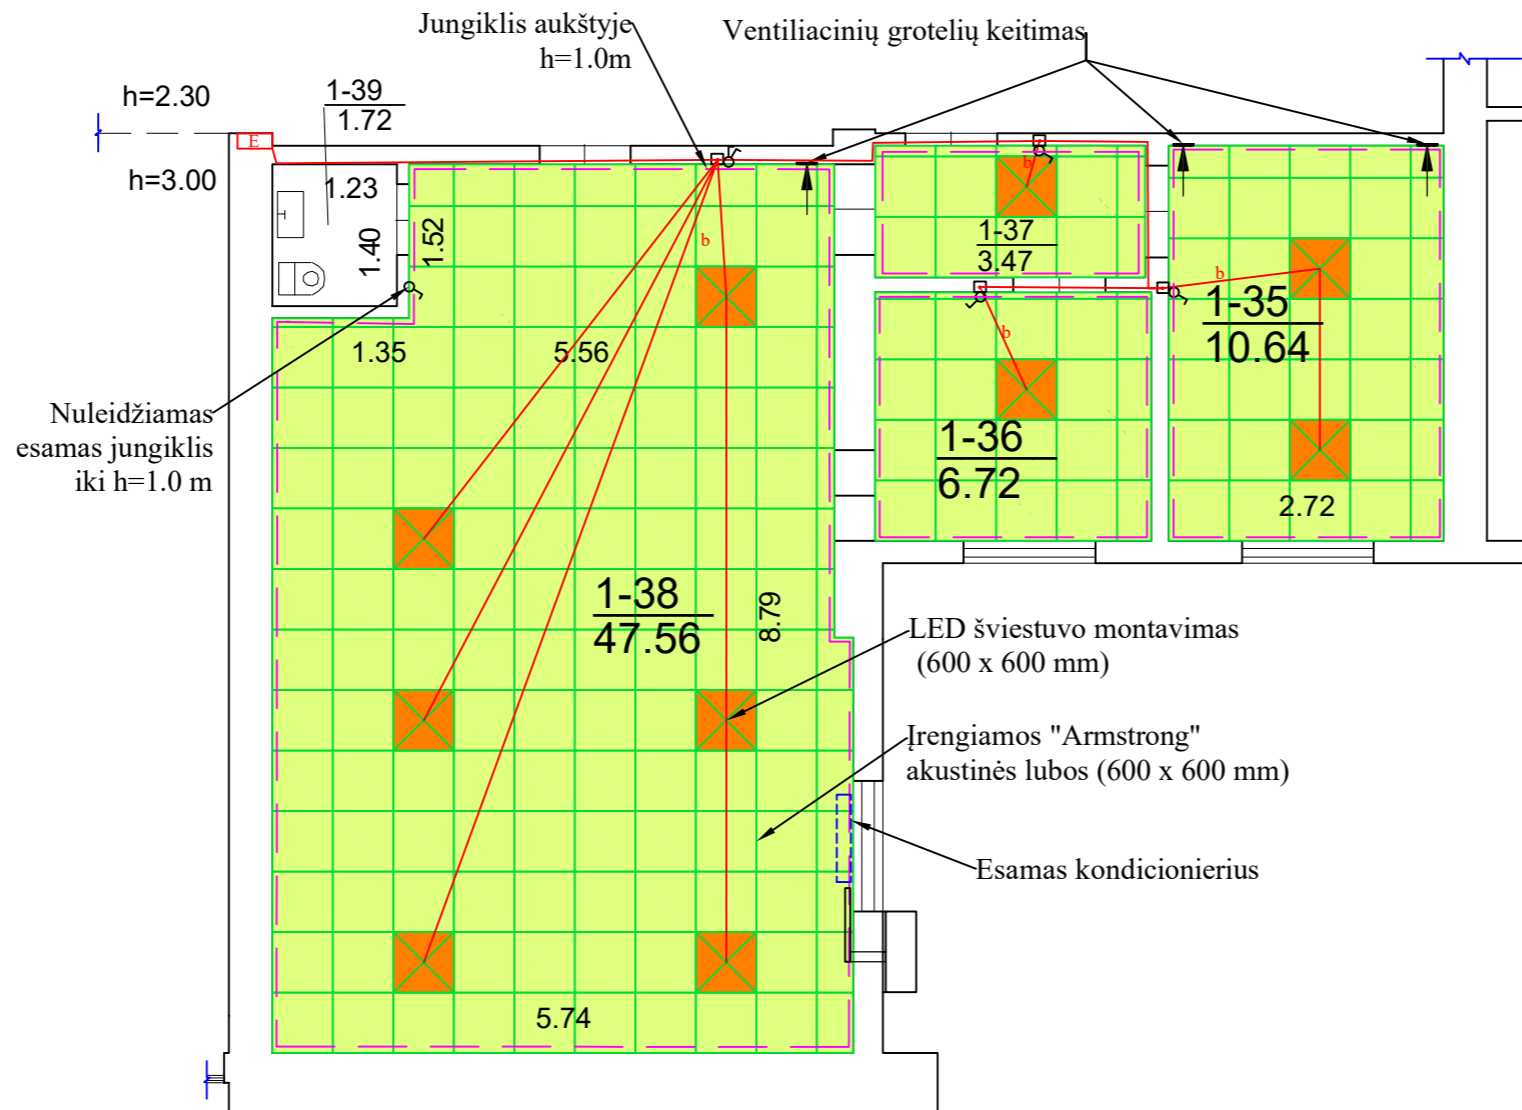 Jungiklis aukštyje
h=1.0m
Ventiliacinių grotelių keitimas
h=2.30
1-39
1.72
E
h=3.00
1.23
1.40
1.52
b
b
1-37
3.47
b
1-35
10.64
b
1.35
5.56
Nuleidžiamas
esamas jungiklis
iki h=1.0 m
1-36
6.72
2.72
1-38
47.56
8.79
LED šviestuvo montavimas
(600 x 600 mm)
Įrengiamos "Armstrong"
akustinės lubos (600 x 600 mm)
Esamas kondicionierius
5.74